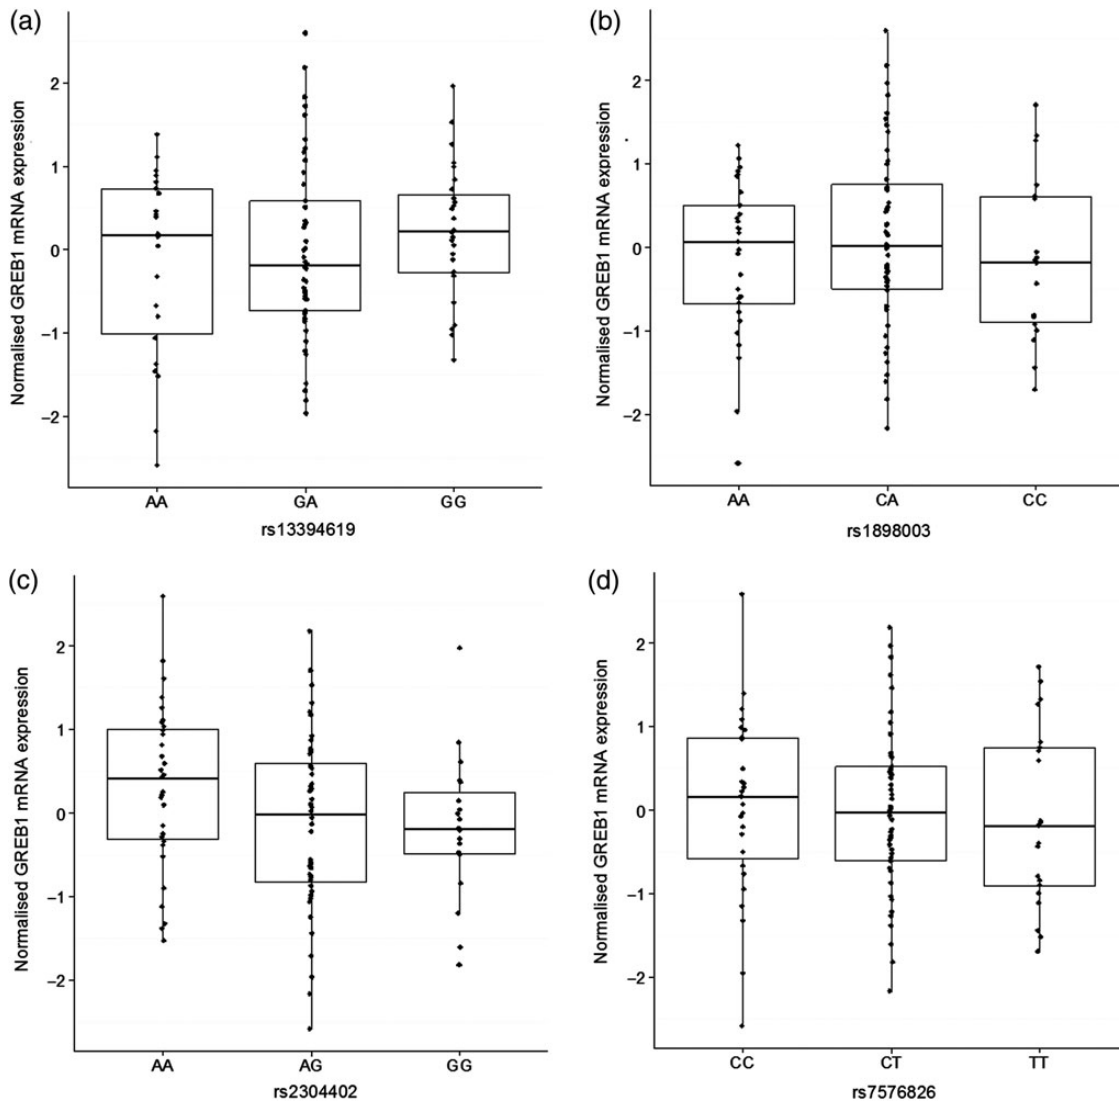 (a)
Normalised GREB1 mRNA expression
2
1
0
−1
−2
AA GA GG
rs13394619
(b)
Normalised GREB1 mRNA expression
2
1
0
−1
−2
AA CA CC
rs1898003
(c)
Normalised GREB1 mRNA expression
2
1
0
−1
−2
AA AG GG
rs2304402
(d)
Normalised GREB1 mRNA expression
2
1
0
−1
−2
CC CT TT
rs7576826